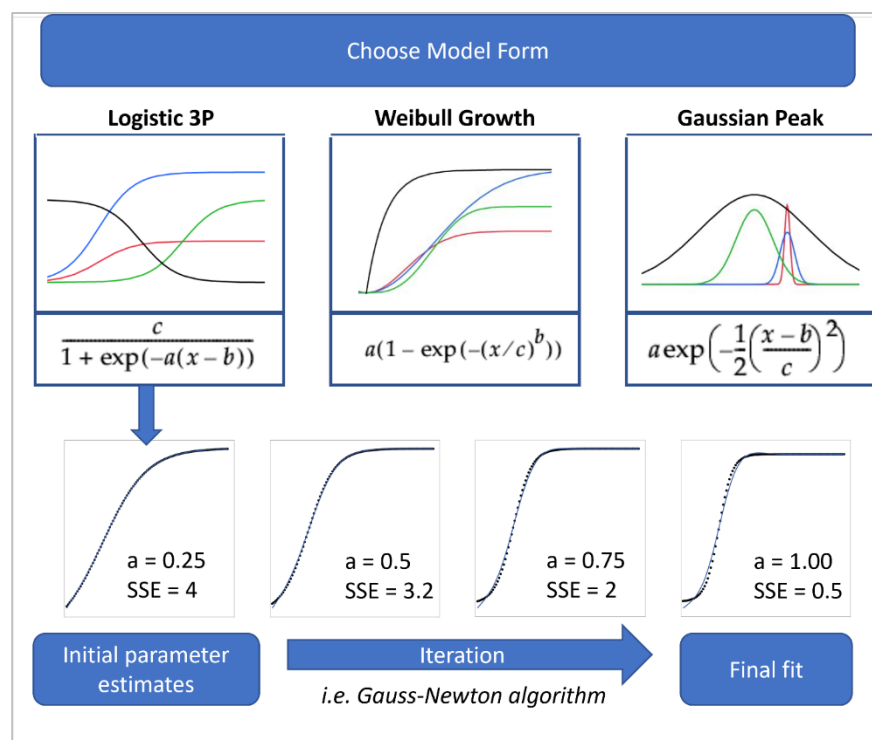 Choose Model Form
Logistic 3P
Weibull Growth
Gaussian Peak
c
1 + exp(−a(x − b))
a(1 − exp(−(x/c)^b))
a exp(−1/2((x − b)/c)^2)
a = 0.25
SSE = 4
a = 0.5
SSE = 3.2
a = 0.75
SSE = 2
a = 1.00
SSE = 0.5
Initial parameter
estimates
Iteration
i.e. Gauss-Newton algorithm
Final fit